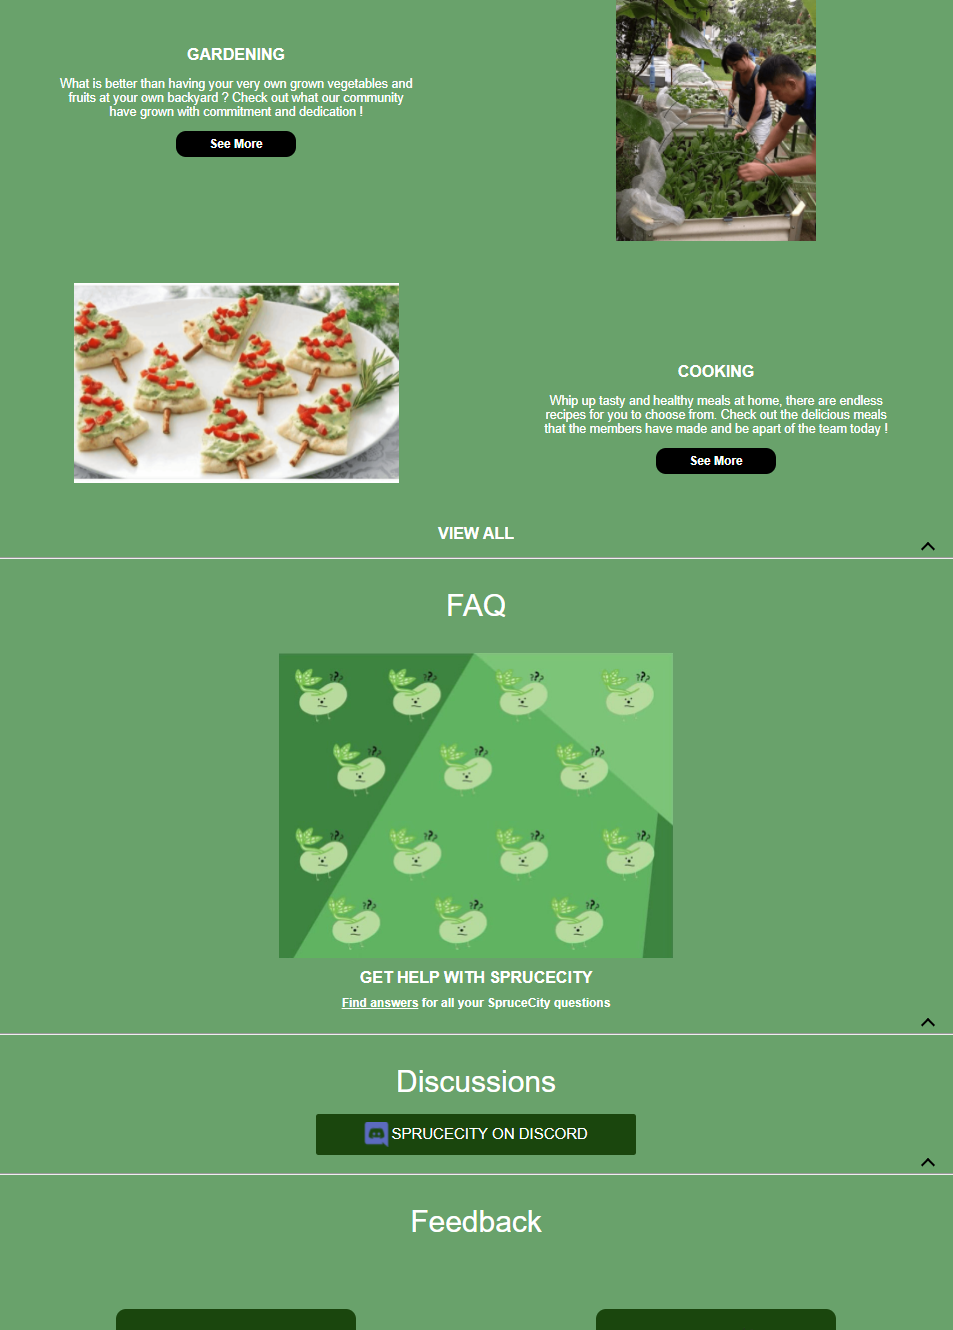 GARDENING
What is better than having your very own grown vegetables and
fruits at your own backyard ? Check out what our community
have grown with commitment and dedication !
See More
COOKING
Whip up tasty and healthy meals at home, there are endless
recipes for you to choose from. Check out the delicious meals
that the members have made and be apart of the team today !
See More
VIEW ALL
FAQ
GET HELP WITH SPRUCECITY
Find answers for all your SpruceCity questions
Discussions
SPRUCECITY ON DISCORD
Feedback